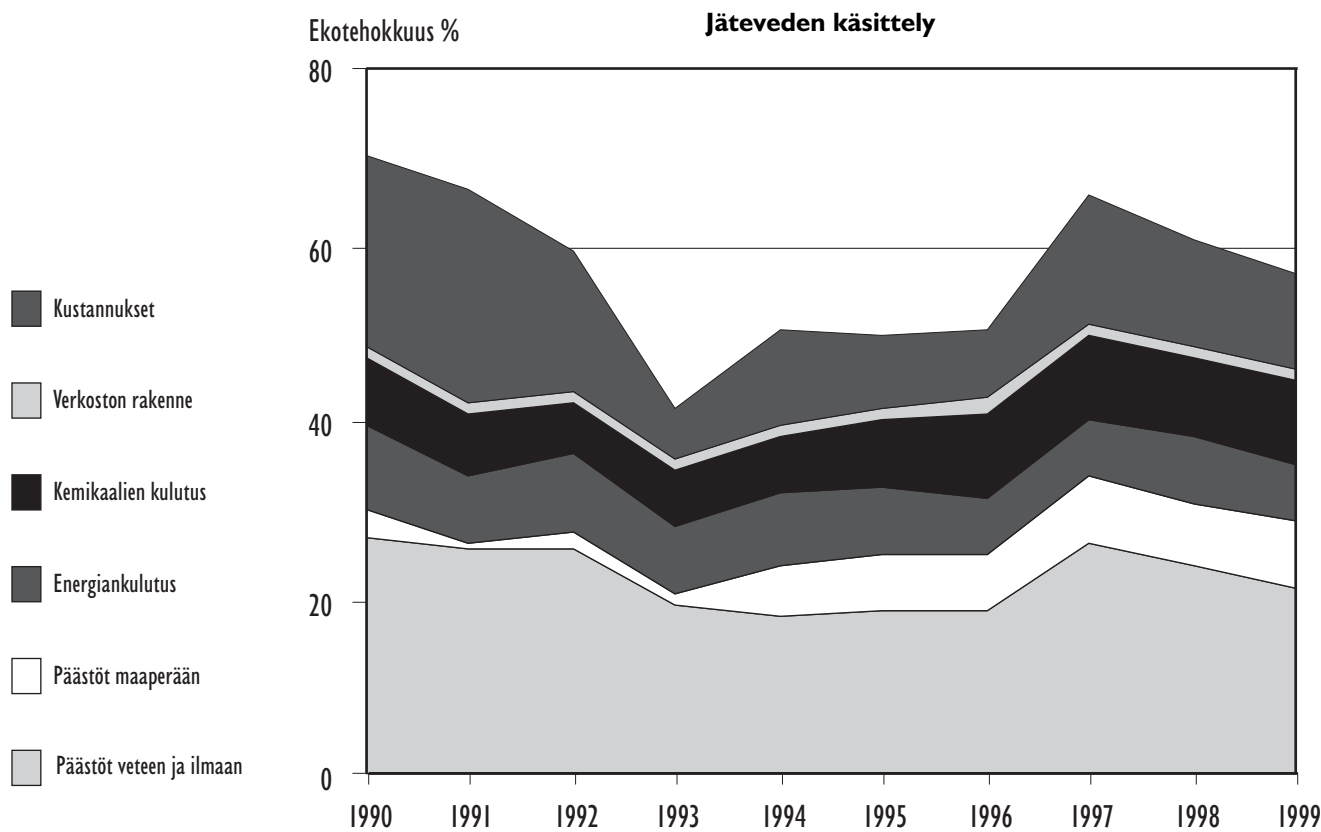 Jäteveden käsittely
Ekotehokkuus %
80
60
40
20
0
Kustannukset
Verkoston rakenne
Kemikaalien kulutus
Energiankulutus
Päästöt maaperään
Päästöt veteen ja ilmaan
1990 1991 1992 1993 1994 1995 1996 1997 1998 1999